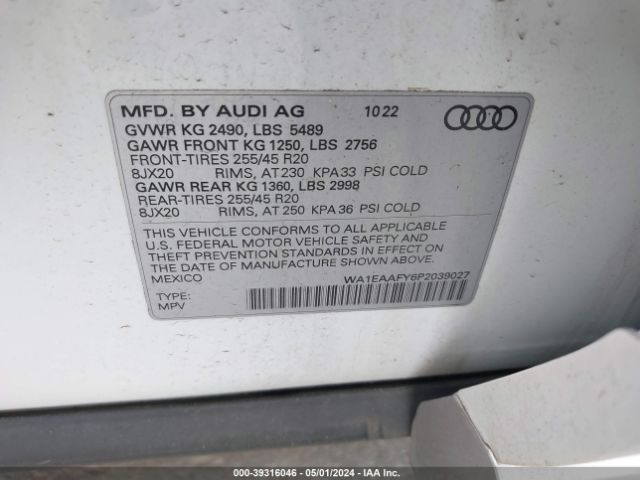 MFD. BY AUDI AG 10 22
GVWR KG 2490, LBS 5489
GAWR FRONT KG 1250, LBS 2756
FRONT-TIRES 255/45 R20
8JX20 RIMS, AT 230 KPA 33 PSI COLD
GAWR REAR KG 1360, LBS 2998
REAR-TIRES 255/45 R20
8JX20 RIMS, AT 250 KPA 36 PSI COLD
THIS VEHICLE CONFORMS TO ALL APPLICABLE
U.S. FEDERAL MOTOR VEHICLE SAFETY AND
THEFT PREVENTION STANDARDS IN EFFECT ON
THE DATE OF MANUFACTURE SHOWN ABOVE.
MEXICO WA1EAAFY6P2039027
TYPE:
MPV
000-39316046 - 05/01/2024 - IAA Inc.